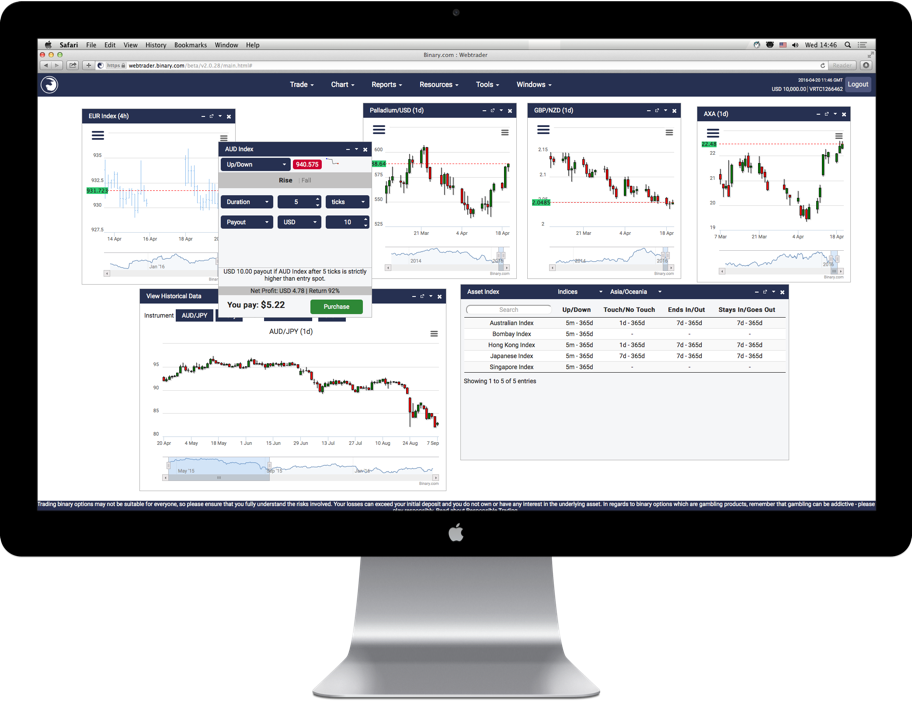 Safari File Edit View History Bookmarks Window Help
Wed 14:46
Binary.com : Webtrader
https webtrader.binary.com/beta/v2.0.28/main.html#
Reader
Trade Chart Reports Resources Tools Windows
2016-04-20 11:46 GMT
USD 10,000.00 | VRTC1266462
Logout
EUR Index (4h)
935
932.5
931.723
930
927.5
14 Apr 16 Apr 18 Apr
Jan '16
AUD Index
Up/Down 940.575
Rise Fall
Duration 5 ticks
Payout USD 10
USD 10.00 payout if AUD Index after 5 ticks is strictly
higher than entry spot.
Net Profit: USD 4.78 | Return 92%
You pay: $5.22 Purchase
Palladium/USD (1d)
575
550
525
21 Mar 4 Apr 18 Apr
2014
Binary.com
GBP/NZD (1d)
2.15
2.1
2.0485
2
21 Mar 4 Apr 18 Apr
Binary.com
AXA (1d)
22.48
22
21
20
19
7 Mar 21 Mar 4 Apr 18 Apr
Binary.com
View Historical Data
Instrument AUD/JPY
AUD/JPY (1d)
95
90
85
80
20 Apr 4 May 18 May 1 Jun 15 Jun 29 Jun 13 Jul 27 Jul 10 Aug 24 Aug 7 Sep
May '15 Sep '15
Binary.com
Asset Index Indices Asia/Oceania
Search Up/Down Touch/No Touch Ends In/Out Stays In/Goes Out
Australian Index 5m - 365d 1d - 365d 7d - 365d 7d - 365d
Bombay Index 5m - 365d - - -
Hong Kong Index 5m - 365d 1d - 365d 7d - 365d 7d - 365d
Japanese Index 5m - 365d 7d - 365d 7d - 365d 7d - 365d
Singapore Index 5m - 365d - - -
Showing 1 to 5 of 5 entries
Trading binary options may not be suitable for everyone, so please ensure that you fully understand the risks involved. Your losses can exceed your initial deposit and you do not own or have any interest in the underlying asset. In regards to binary options which are gambling products, remember that gambling can be addictive - please
play responsibly. Read about Responsible Trading.